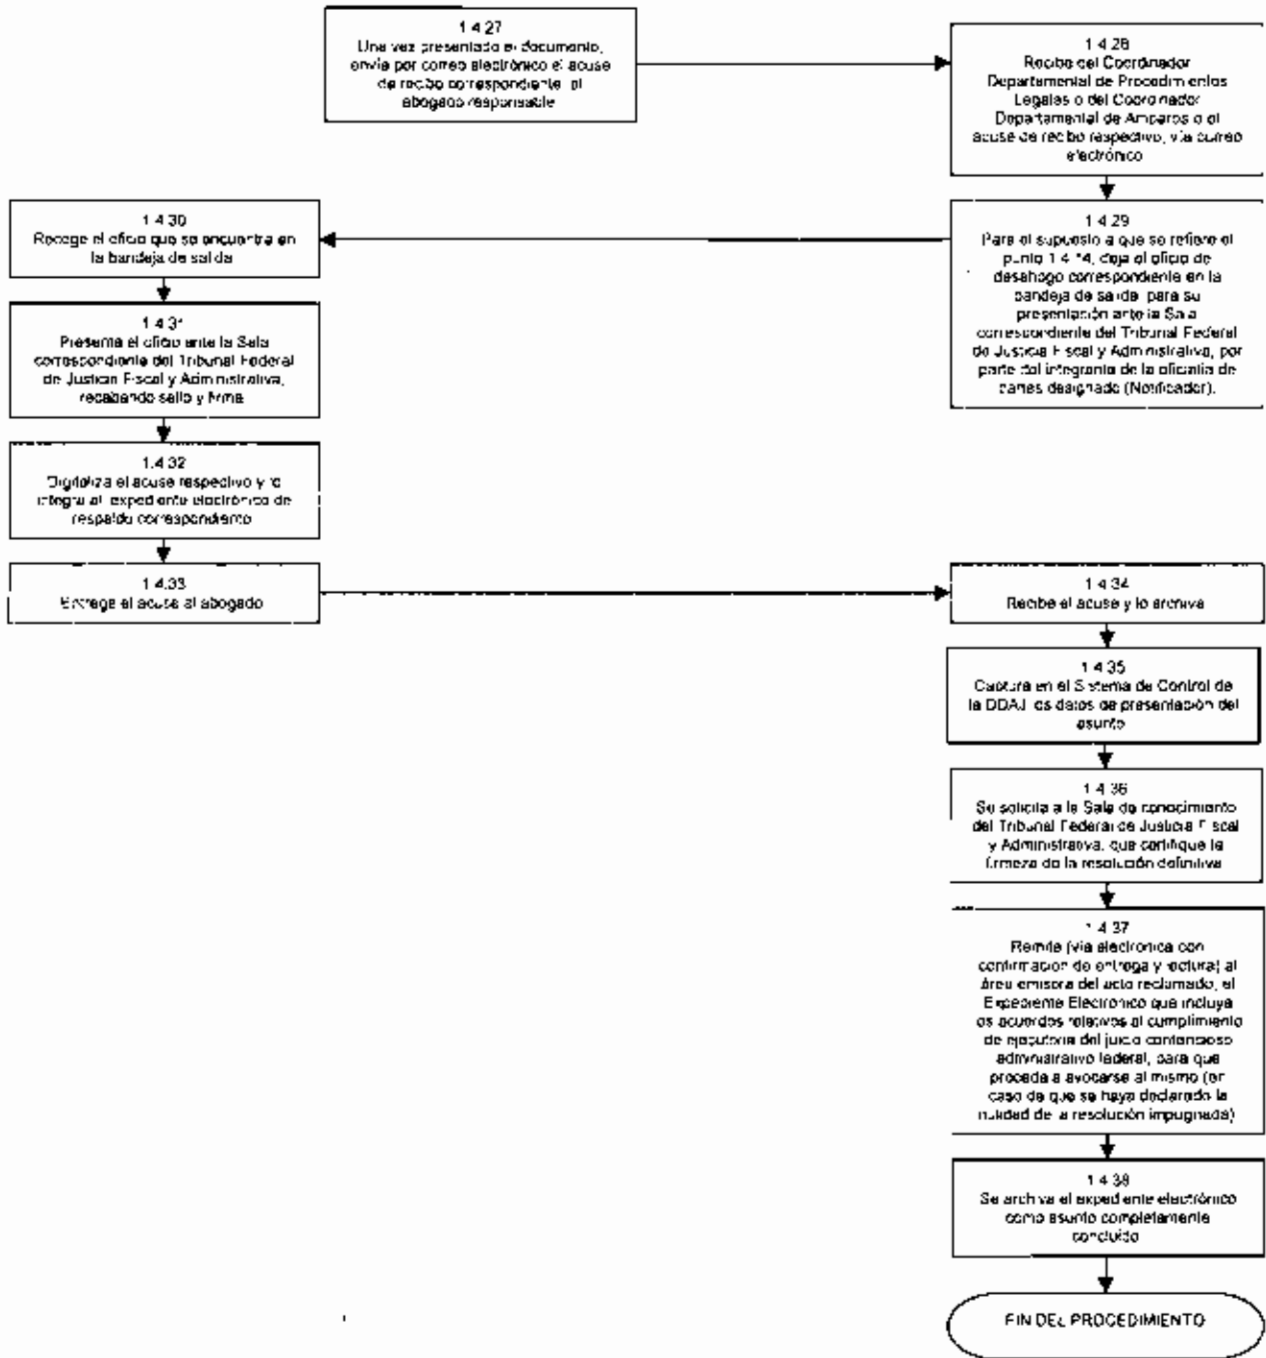 1.4.27
Una vez presentado el documento,
envía por correo electrónico el acuse
de recibo correspondiente, al
abogado responsable
1.4.28
Recibe del Coordinador
Departamental de Procedimientos
Legales o del Coordinador
Departamental de Amparos o el
acuse de recibo respectivo, vía correo
electrónico
1.4.29
Para el supuesto a que se refiere el
punto 1.4.14, deja el oficio de
desahogo correspondiente en la
bandeja de salida, para su
presentación ante la Sala
correspondiente del Tribunal Federal
de Justicia Fiscal y Administrativa, por
parte del integrante de la oficialía de
partes designado (Notificador).
1.4.30
Recoge el oficio que se encuentra en
la bandeja de salida
1.4.31
Presenta el oficio ante la Sala
correspondiente del Tribunal Federal
de Justicia Fiscal y Administrativa,
recabando sello y firma
1.4.32
Digitaliza el acuse respectivo y lo
integra al expediente electrónico de
respaldo correspondiente
1.4.33
Entrega el acuse al abogado
1.4.34
Recibe el acuse y lo archiva
1.4.35
Captura en el Sistema de Control de
la DDAJ los datos de presentación del
asunto
1.4.36
Se solicita a la Sala de conocimiento
del Tribunal Federal de Justicia Fiscal
y Administrativa, que certifique la
firmeza de la resolución definitiva
1.4.37
Remite (vía electrónica con
confirmación de entrega y lectura) al
área emisora del acto reclamado, el
Expediente Electrónico que incluya
los acuerdos relativos al cumplimiento
de ejecutoria del juicio contencioso
administrativo federal, para que
proceda a avocarse al mismo (en
caso de que se haya declarado la
nulidad de la resolución impugnada)
1.4.38
Se archiva el expediente electrónico
como asunto completamente
concluido
FIN DEL PROCEDIMIENTO